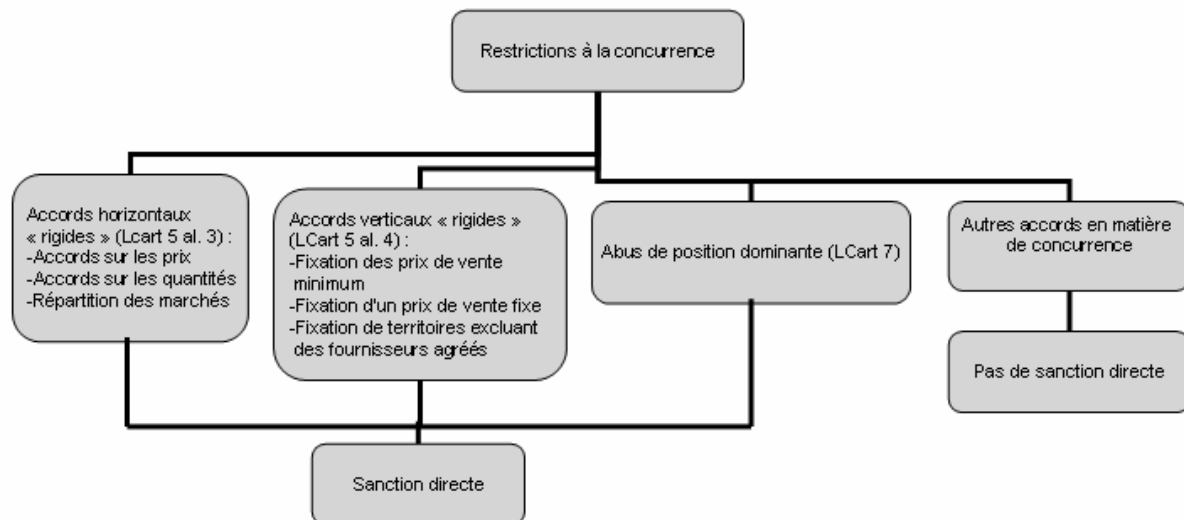 Restrictions à la concurrence
Accords horizontaux
« rigides » (Lcart 5 al. 3) :
-Accords sur les prix
-Accords sur les quantités
-Répartition des marchés
Accords verticaux « rigides »
(LCart 5 al. 4) :
-Fixation des prix de vente
minimum
-Fixation d'un prix de vente fixe
-Fixation de territoires excluant
des fournisseurs agréés
Abus de position dominante (LCart 7)
Autres accords en matière
de concurrence
Pas de sanction directe
Sanction directe